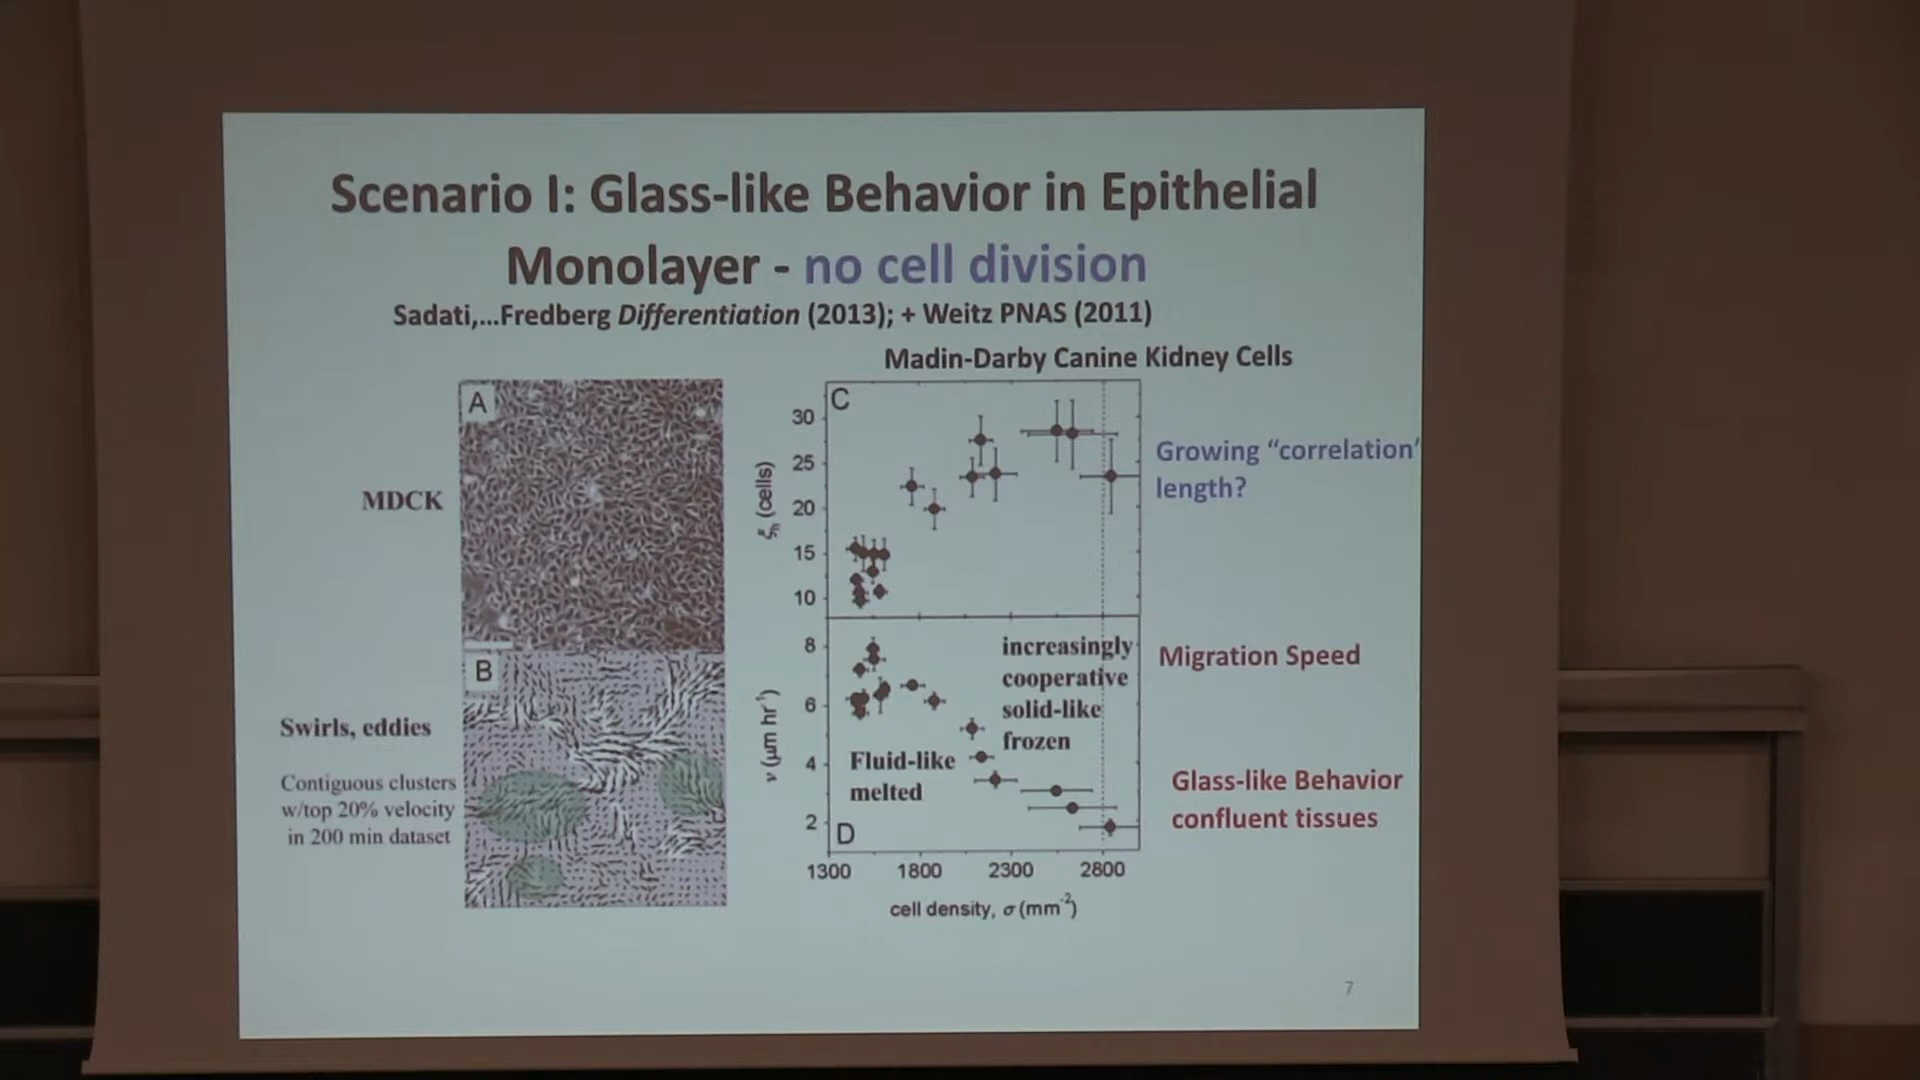 Scenario I: Glass-like Behavior in Epithelial
Monolayer - no cell division
Sadati,...Fredberg Differentiation (2013); + Weitz PNAS (2011)
Madin-Darby Canine Kidney Cells
A
MDCK
B
Swirls, eddies
Contiguous clusters
w/top 20% velocity
in 200 min dataset
C
30
25
20
15
10
ξh (cells)
Growing “correlation”
length?
8
6
4
2
v (μm hr-1)
increasingly
cooperative
solid-like
frozen
Fluid-like
melted
D
Migration Speed
Glass-like Behavior
confluent tissues
1300 1800 2300 2800
cell density, σ (mm-2)
7